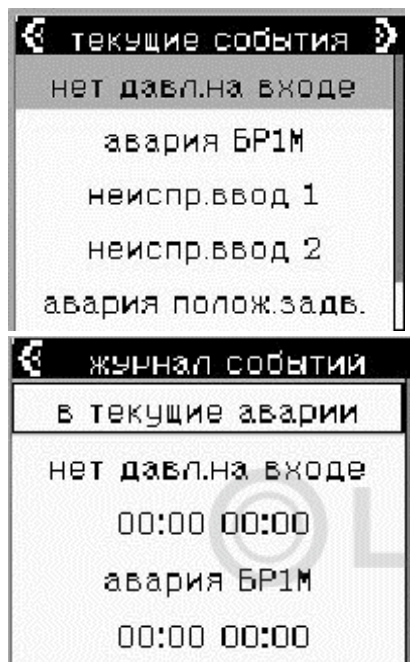 текущие события
нет давл.на входе
авария БР1М
неиспр.ввод 1
неиспр.ввод 2
авария полож.задв.
журнал событий
в текущие аварии
нет давл.на входе
00:00 00:00
авария БР1М
00:00 00:00